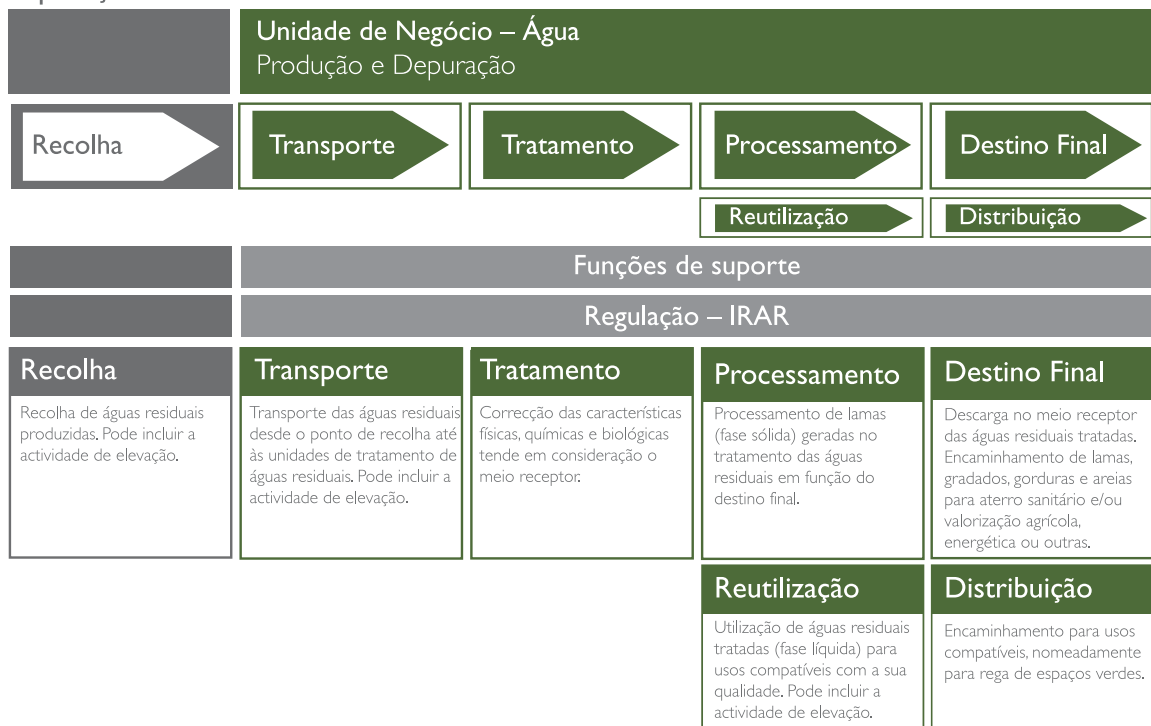 Unidade de Negócio – Água
Produção e Depuração
Recolha
Transporte
Tratamento
Processamento
Destino Final
Reutilização
Distribuição
Funções de suporte
Regulação – IRAR
Recolha
Recolha de águas residuais
produzidas. Pode incluir a
actividade de elevação.
Transporte
Transporte das águas residuais
desde o ponto de recolha até
às unidades de tratamento de
águas residuais. Pode incluir a
actividade de elevação.
Tratamento
Correcção das características
físicas, químicas e biológicas
tende em consideração o
meio receptor.
Processamento
Processamento de lamas
(fase sólida) geradas no
tratamento das águas
residuais em função do
destino final.
Destino Final
Descarga no meio receptor
das águas residuais tratadas.
Encaminhamento de lamas,
gradados, gorduras e areias
para aterro sanitário e/ou
valorização agrícola,
energética ou outras.
Reutilização
Utilização de águas residuais
tratadas (fase líquida) para
usos compatíveis com a sua
qualidade. Pode incluir a
actividade de elevação.
Distribuição
Encaminhamento para usos
compatíveis, nomeadamente
para rega de espaços verdes.